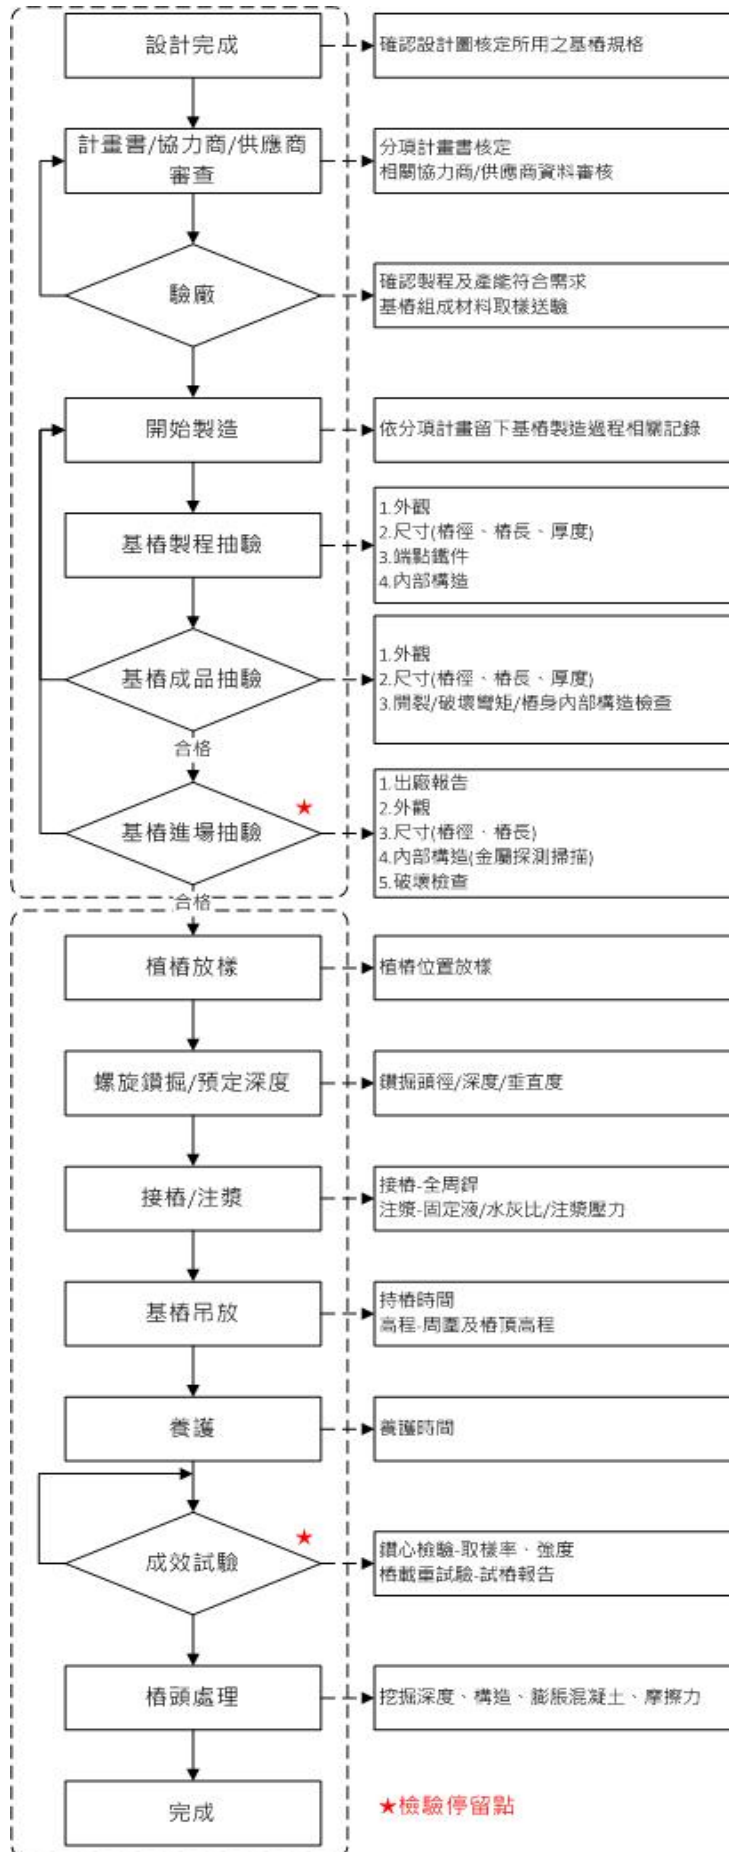 設計完成
確認設計圖核定所用之基樁規格
計畫書/協力商/供應商
審查
分項計畫書核定
相關協力商/供應商資料審核
驗廠
確認製程及產能符合需求
基樁組成材料取樣送驗
開始製造
依分項計畫留下基樁製造過程相關記錄
基樁製程抽驗
1.外觀
2.尺寸(樁徑、樁長、厚度)
3.端點鐵件
4.內部構造
基樁成品抽驗
1.外觀
2.尺寸(樁徑、樁長、厚度)
3.開裂/破壞彎矩/樁身內部構造檢查
合格
基樁進場抽驗
★
1.出廠報告
2.外觀
3.尺寸(樁徑、樁長)
4.內部構造(金屬探測掃描)
5.破壞檢查
合格
植樁放樣
植樁位置放樣
螺旋鑽掘/預定深度
鑽掘頭徑/深度/垂直度
接樁/注漿
接樁-全周銲
注漿-固定液/水灰比/注漿壓力
基樁吊放
持樁時間
高程-周圍及樁頂高程
養護
養護時間
成效試驗
★
鑽心檢驗-取樣率、強度
樁載重試驗-試樁報告
樁頭處理
挖掘深度、構造、膨脹混凝土、摩擦力
完成
★檢驗停留點